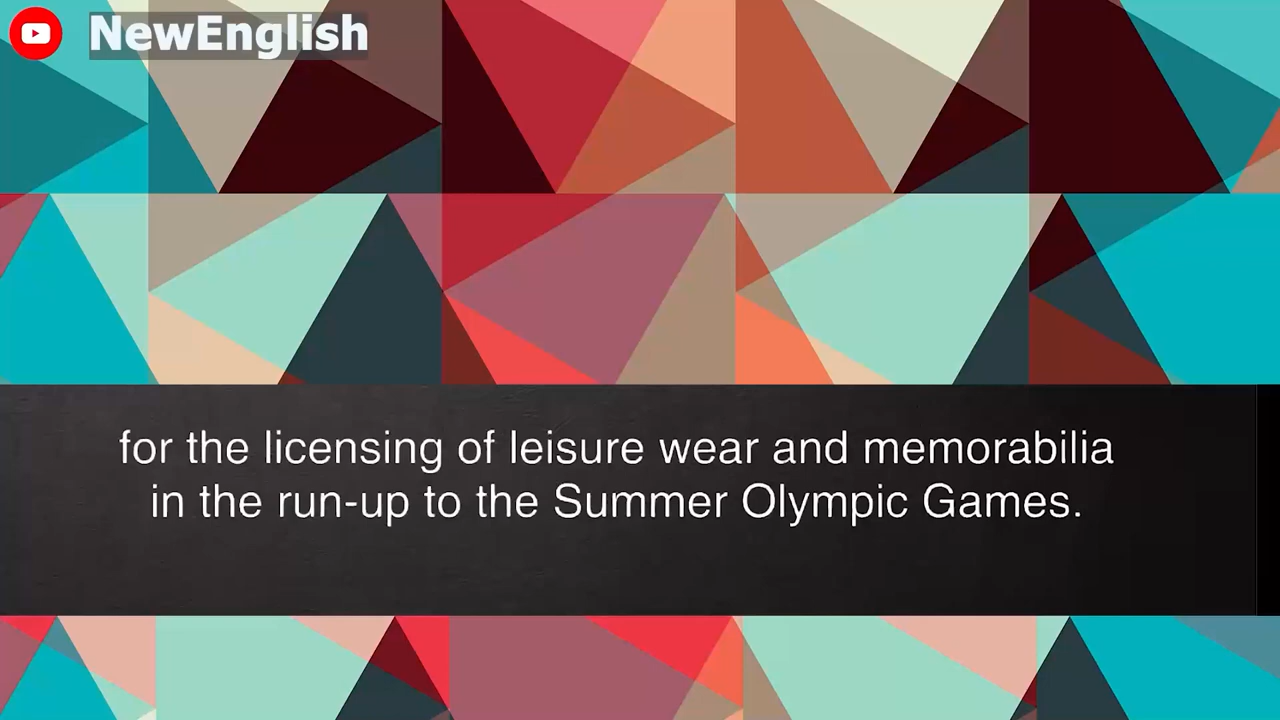 NewEnglish
for the licensing of leisure wear and memorabilia
in the run-up to the Summer Olympic Games.